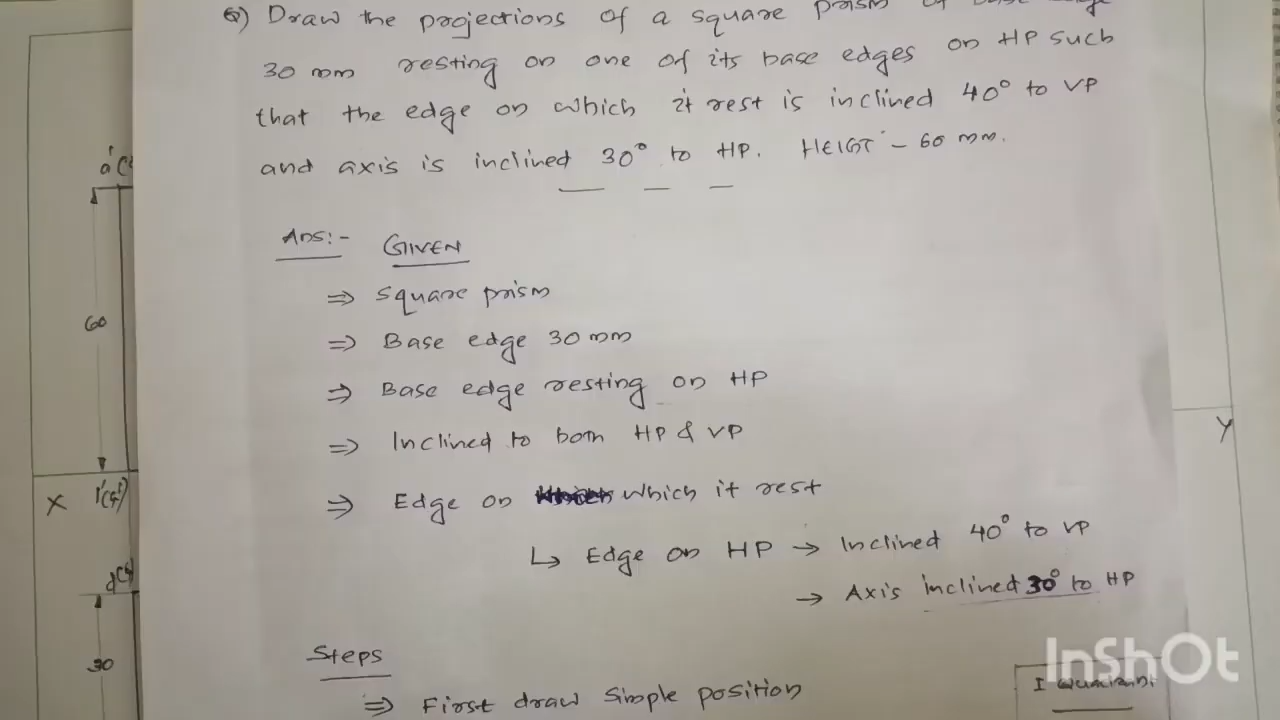 Q) Draw the projections of a square prism of base edge
30 mm resting on one of its base edges on HP such
that the edge on which it rest is inclined 40° to VP
and axis is inclined 30° to HP. HEIGT - 60 mm.
Ans:- GIVEN
⇒ Square prism
⇒ Base edge 30 mm
⇒ Base edge resting on HP
⇒ Inclined to both HP & VP
⇒ Edge on which it rest
↳ Edge on HP → Inclined 40° to VP
→ Axis inclined 30° to HP
Steps
⇒ First draw Simple position
a'(
60
X
Y
30
InShOt